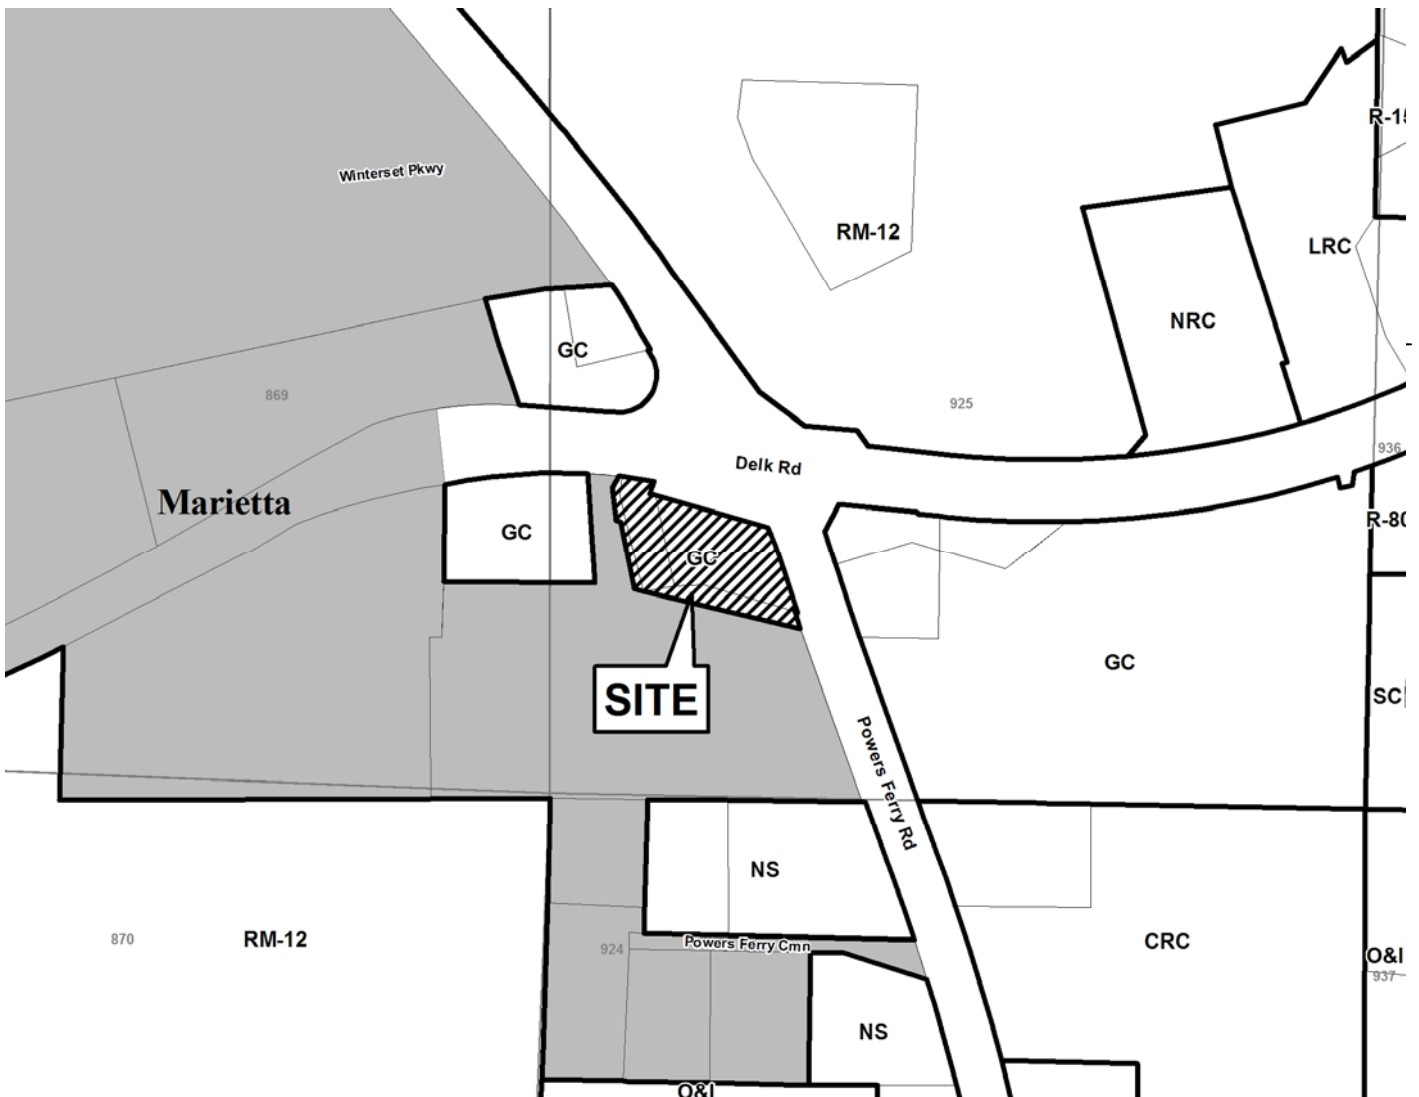 R-15
Winterset Pkwy
RM-12
LRC
NRC
GC
869
925
936
Delk Rd
Marietta
R-80
GC
GC
GC
SITE
SC
Powers Ferry Rd
NS
870
RM-12
924
Powers Ferry Cmn
CRC
O&I
937
NS
O&I